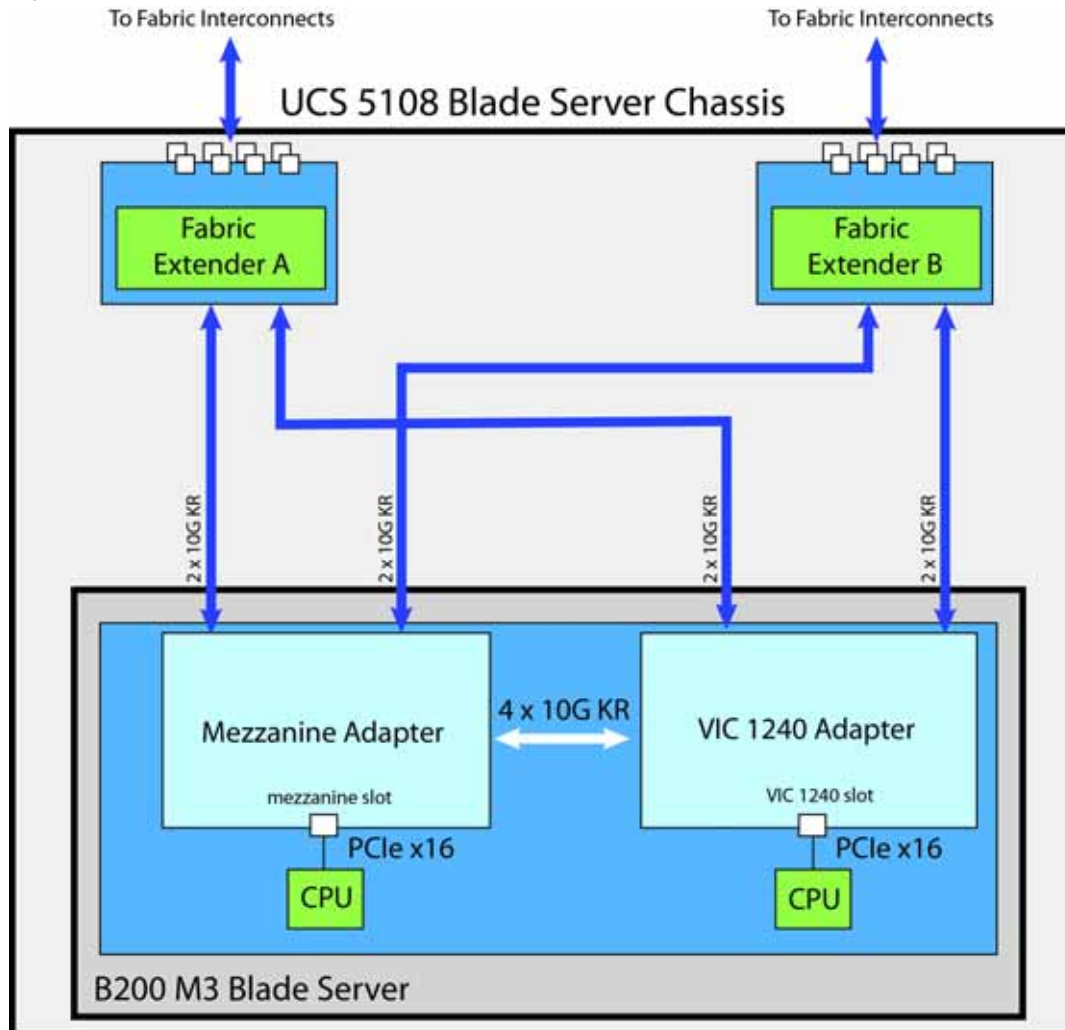 To Fabric Interconnects
To Fabric Interconnects
UCS 5108 Blade Server Chassis
Fabric
Extender A
Fabric
Extender B
2 x 10G KR
2 x 10G KR
2 x 10G KR
2 x 10G KR
Mezzanine Adapter
4 x 10G KR
VIC 1240 Adapter
mezzanine slot
VIC 1240 slot
PCIe x16
PCIe x16
CPU
CPU
B200 M3 Blade Server